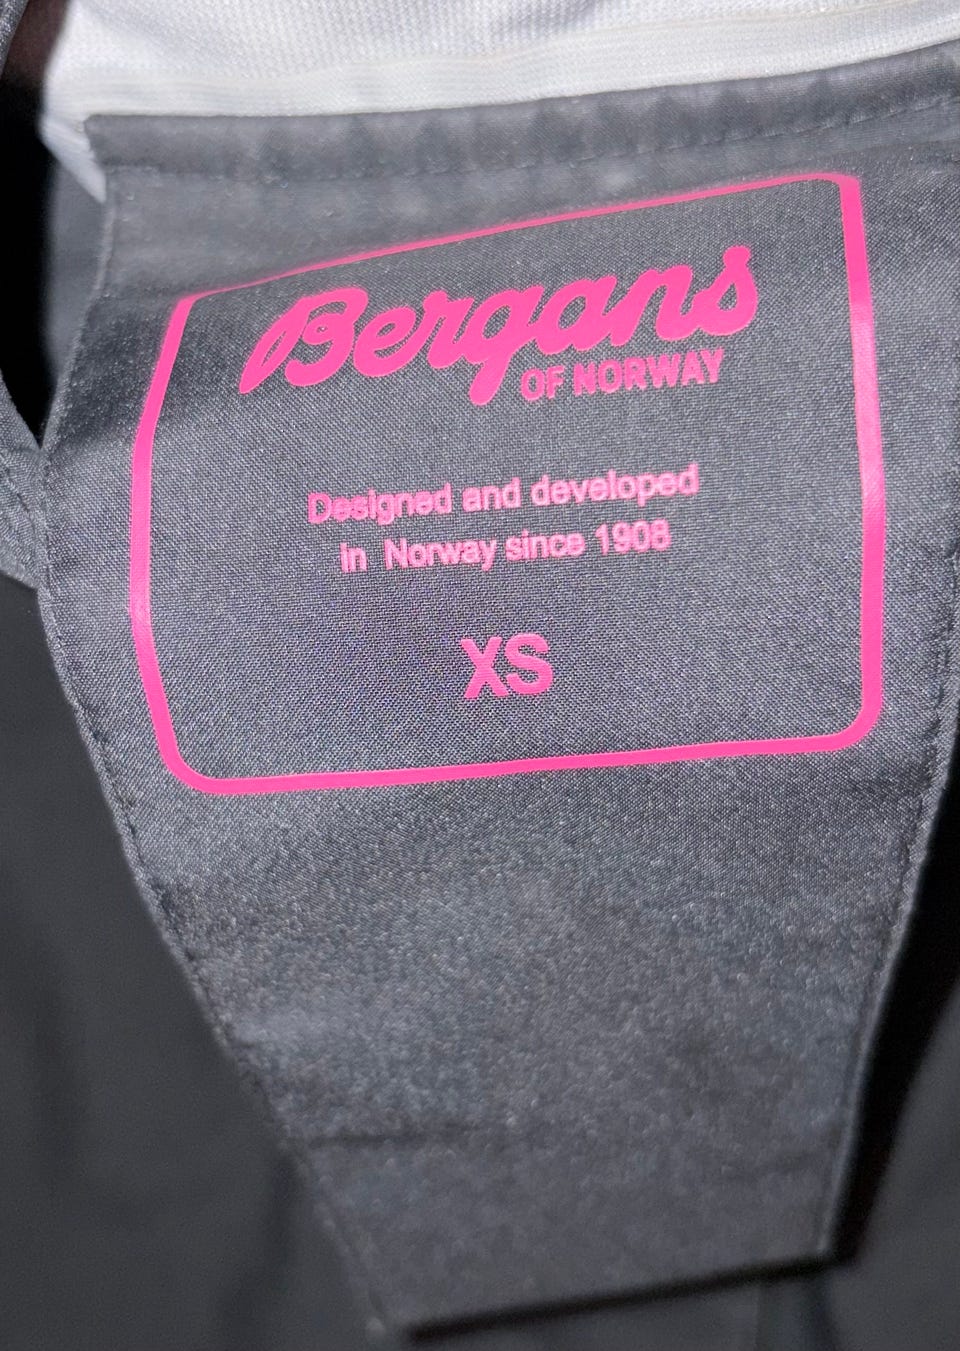 Bergans
OF NORWAY
Designed and developed
in Norway since 1908
XS